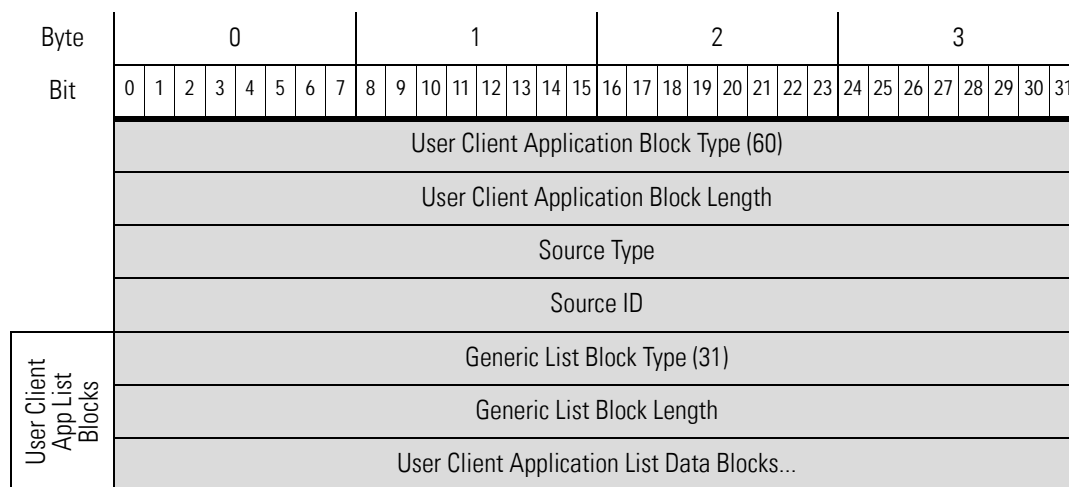 Byte 0 1 2 3
Bit 0 1 2 3 4 5 6 7 8 9 10 11 12 13 14 15 16 17 18 19 20 21 22 23 24 25 26 27 28 29 30 31
User Client Application Block Type (60)
User Client Application Block Length
Source Type
Source ID
User Client
App List
Blocks
Generic List Block Type (31)
Generic List Block Length
User Client Application List Data Blocks...